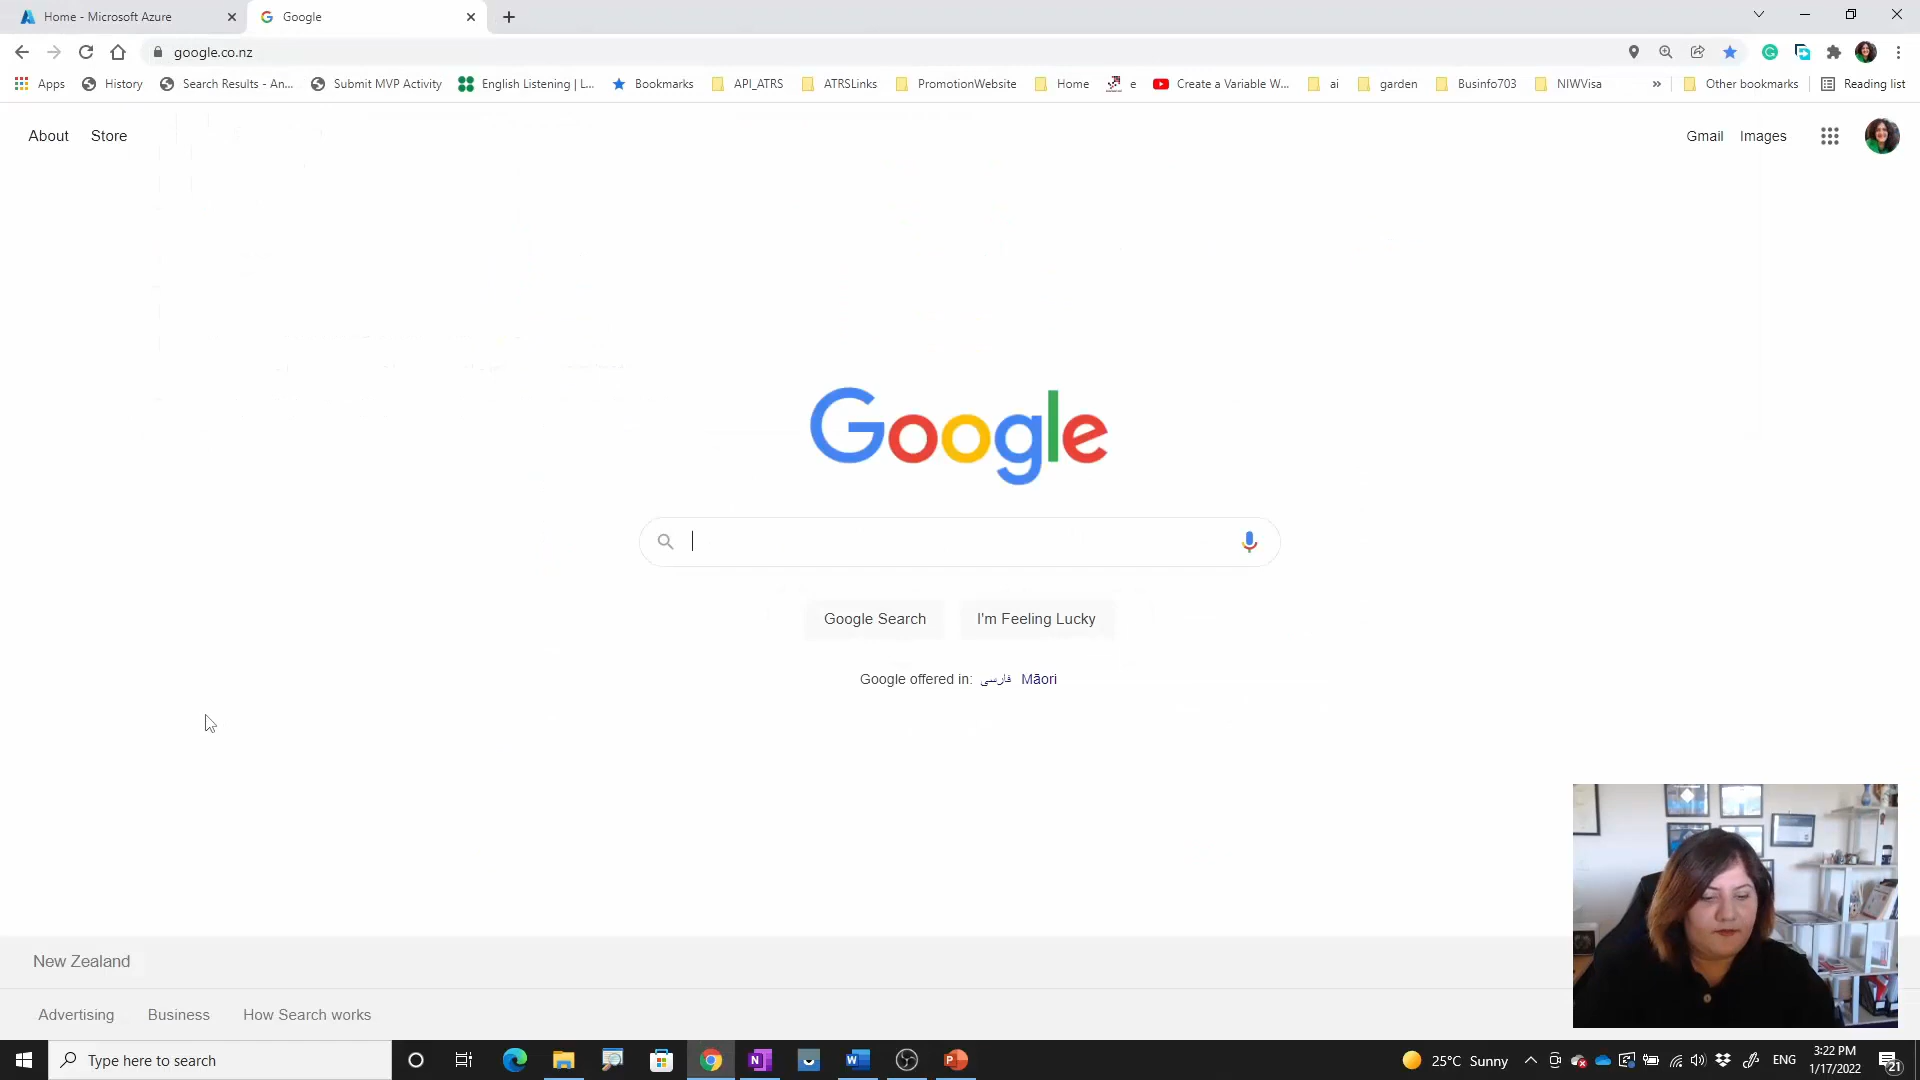 Home - Microsoft Azure
Google
google.co.nz
Apps
History
Search Results - An...
Submit MVP Activity
English Listening | L...
Bookmarks
API_ATRS
ATRSLinks
PromotionWebsite
Home
e
Create a Variable W...
ai
garden
Businfo703
NIWVisa
»
Other bookmarks
Reading list
About
Store
Gmail
Images
Google
Google Search
I'm Feeling Lucky
Google offered in: فارسی Māori
New Zealand
Advertising
Business
How Search works
Type here to search
25°C Sunny
ENG
3:22 PM
1/17/2022
21